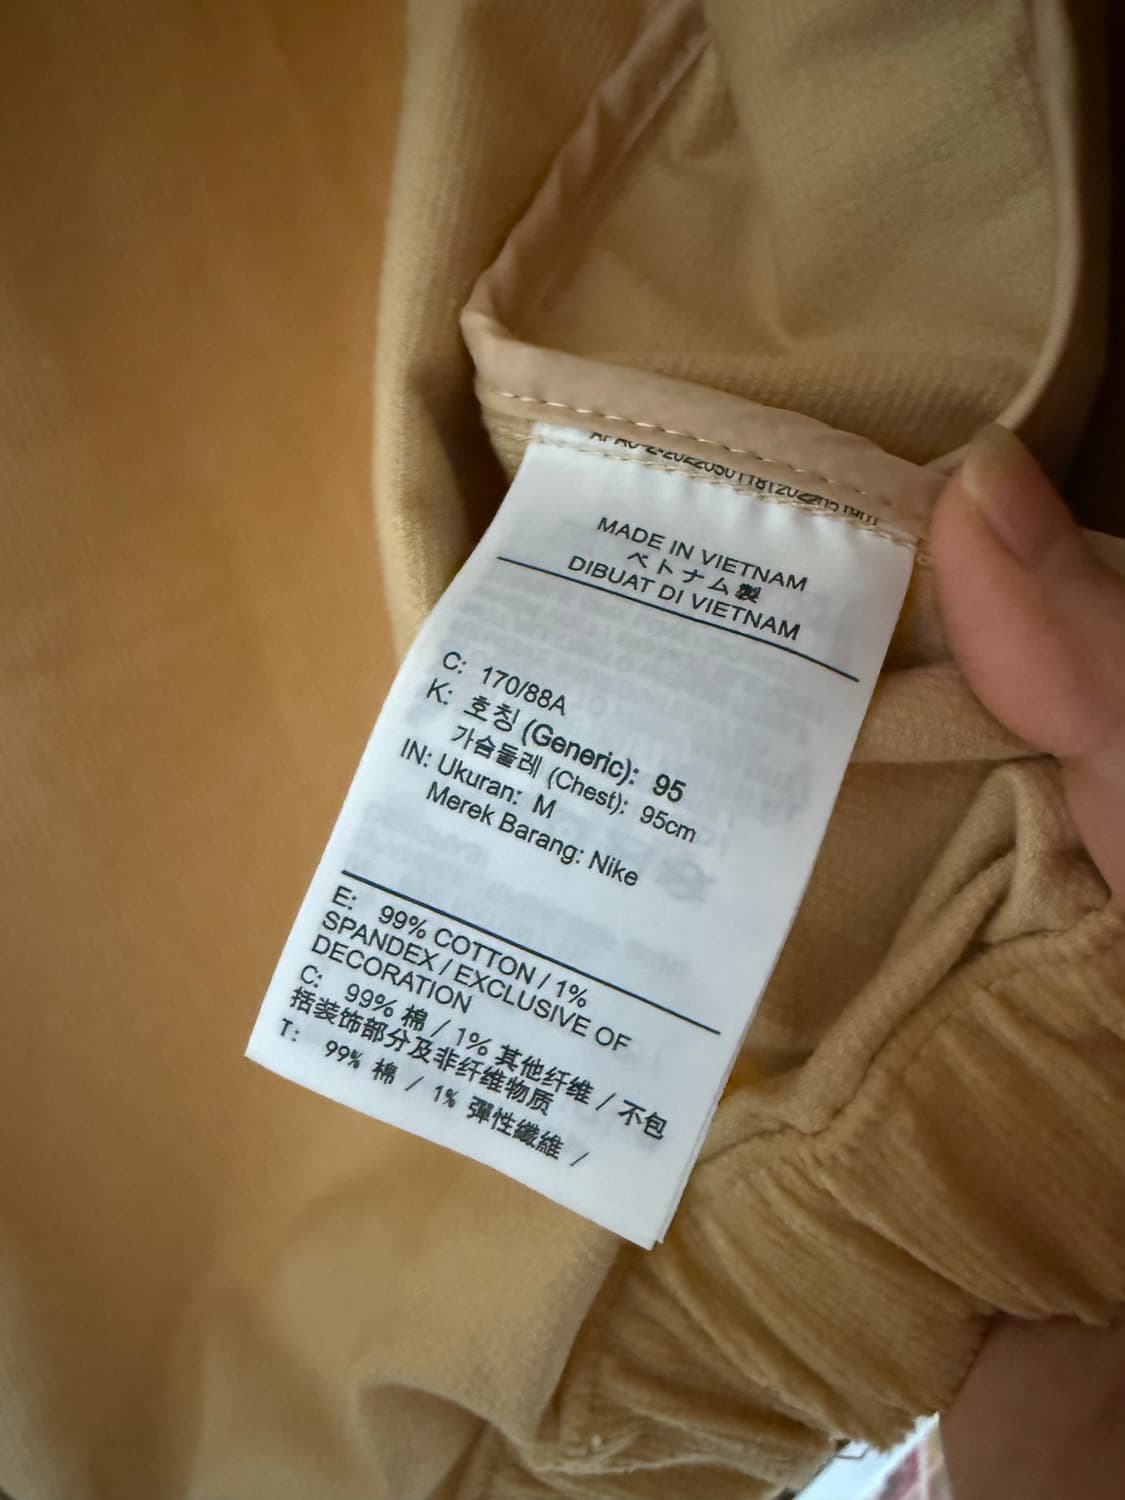 MADE IN VIETNAM
ベトナム製
DIBUAT DI VIETNAM
C: 170/88A
K: 호칭 (Generic): 95
가슴둘레 (Chest): 95cm
IN: Ukuran: M
Merek Barang: Nike
E: 99% COTTON / 1%
SPANDEX / EXCLUSIVE OF
DECORATION
C: 99% 棉 / 1% 其他纤维 / 不包
括装饰部分及非纤维物质
T: 99% 棉 / 1% 彈性纖維 /